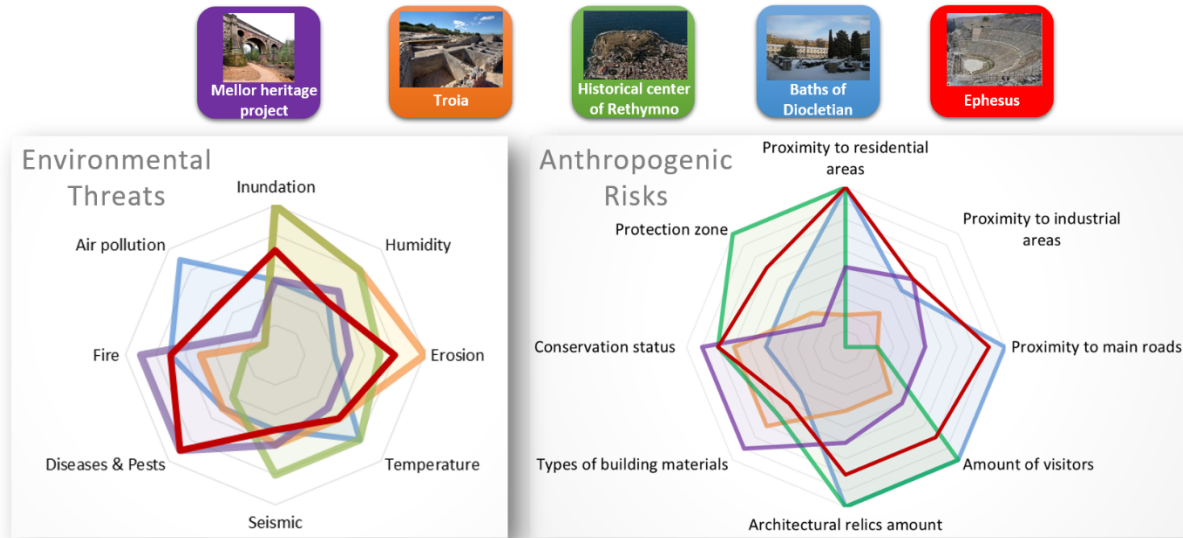 Mellor heritage
project
Troia
Historical center
of Rethymno
Baths of
Diocletian
Ephesus
Environmental
Threats
Inundation
Air pollution
Humidity
Fire
Erosion
Diseases & Pests
Temperature
Seismic
Anthropogenic
Risks
Proximity to residential
areas
Protection zone
Proximity to industrial
areas
Conservation status
Proximity to main roads
Types of building materials
Amount of visitors
Architectural relics amount